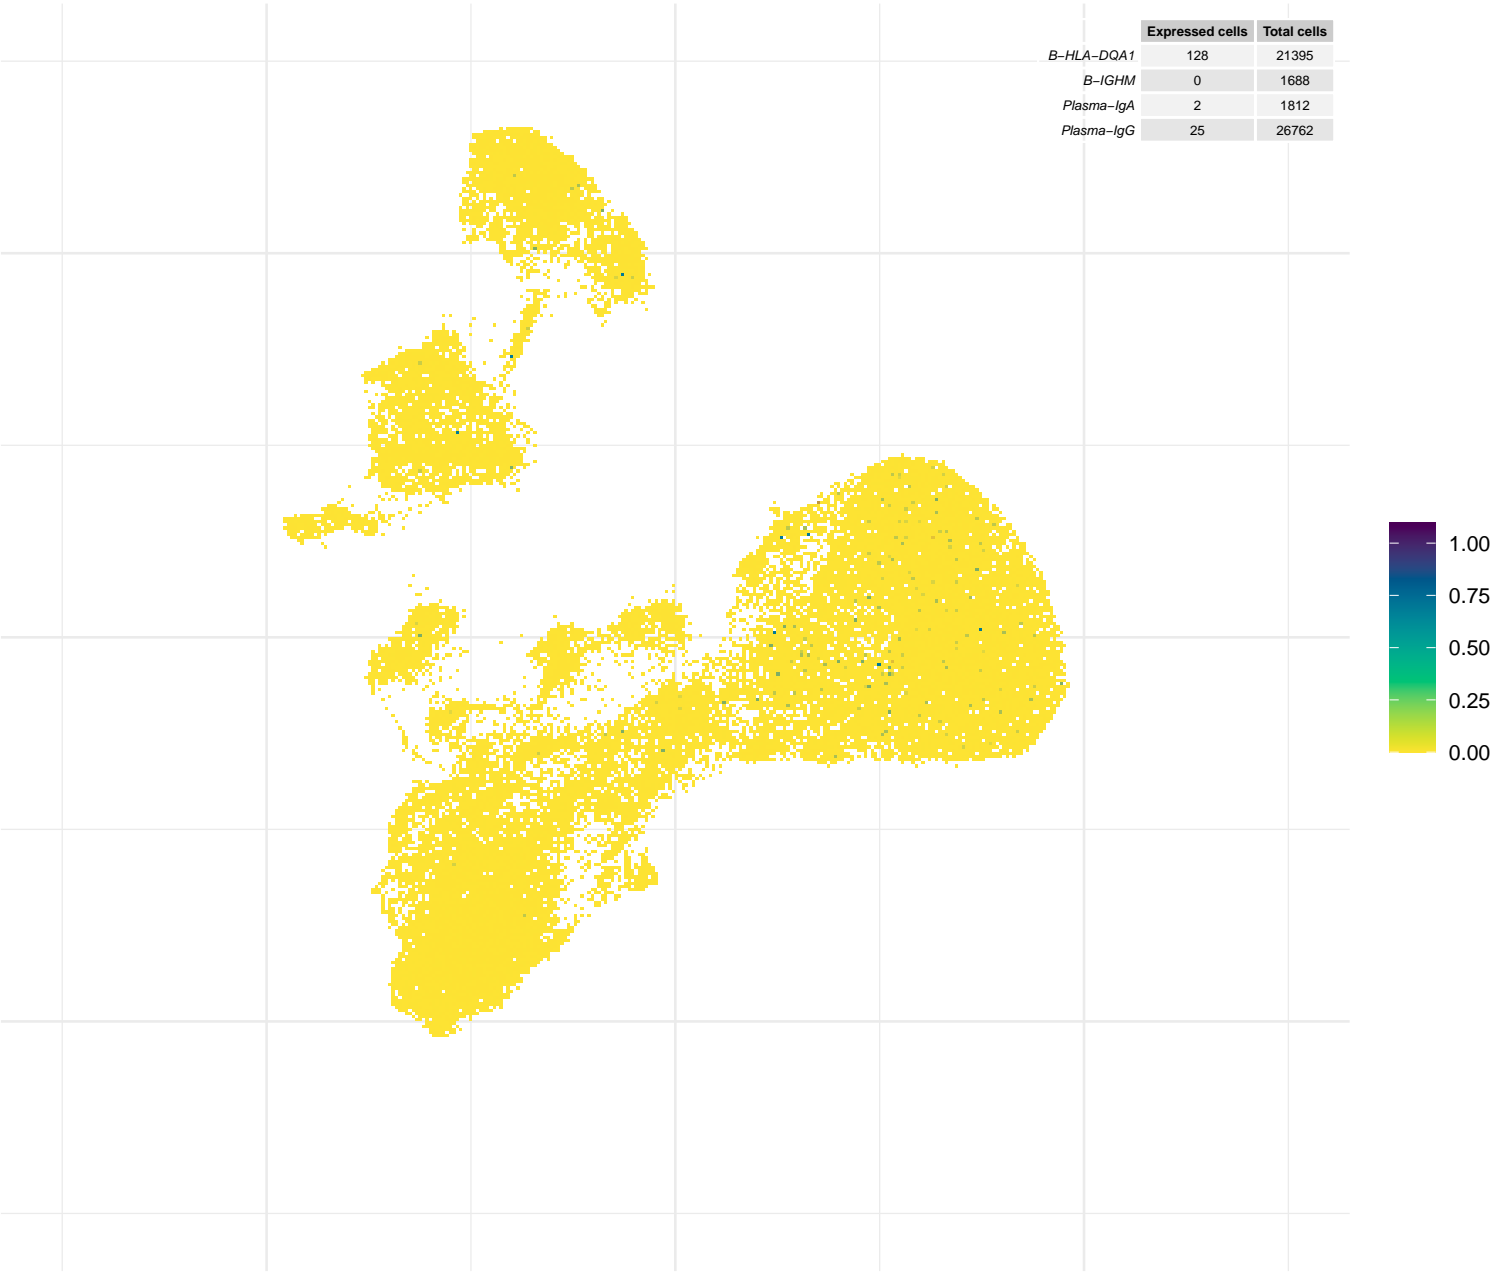 Expressed cells Total cells
B−HLA−DQA1 128 21395
B−IGHM 0 1688
Plasma−IgA 2 1812
Plasma−IgG 25 26762
1.00
0.75
0.50
0.25
0.00